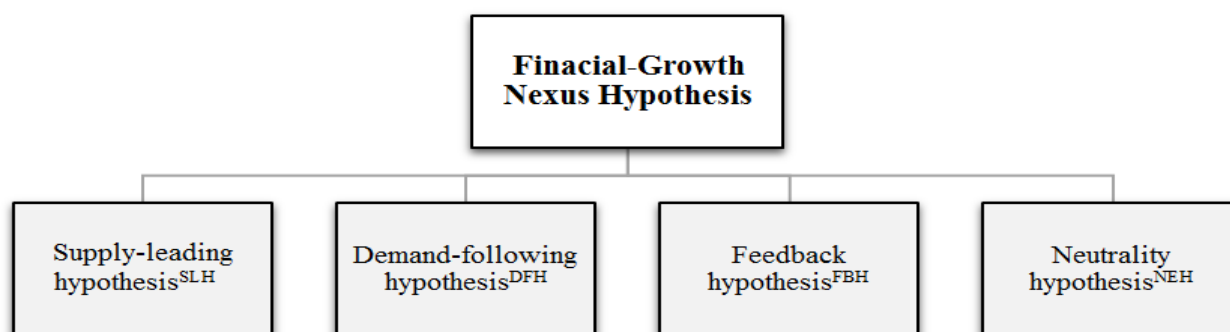 Finacial-Growth
Nexus Hypothesis
Supply-leading
hypothesisSLH
Demand-following
hypothesisDFH
Feedback
hypothesisFBH
Neutrality
hypothesisNEH